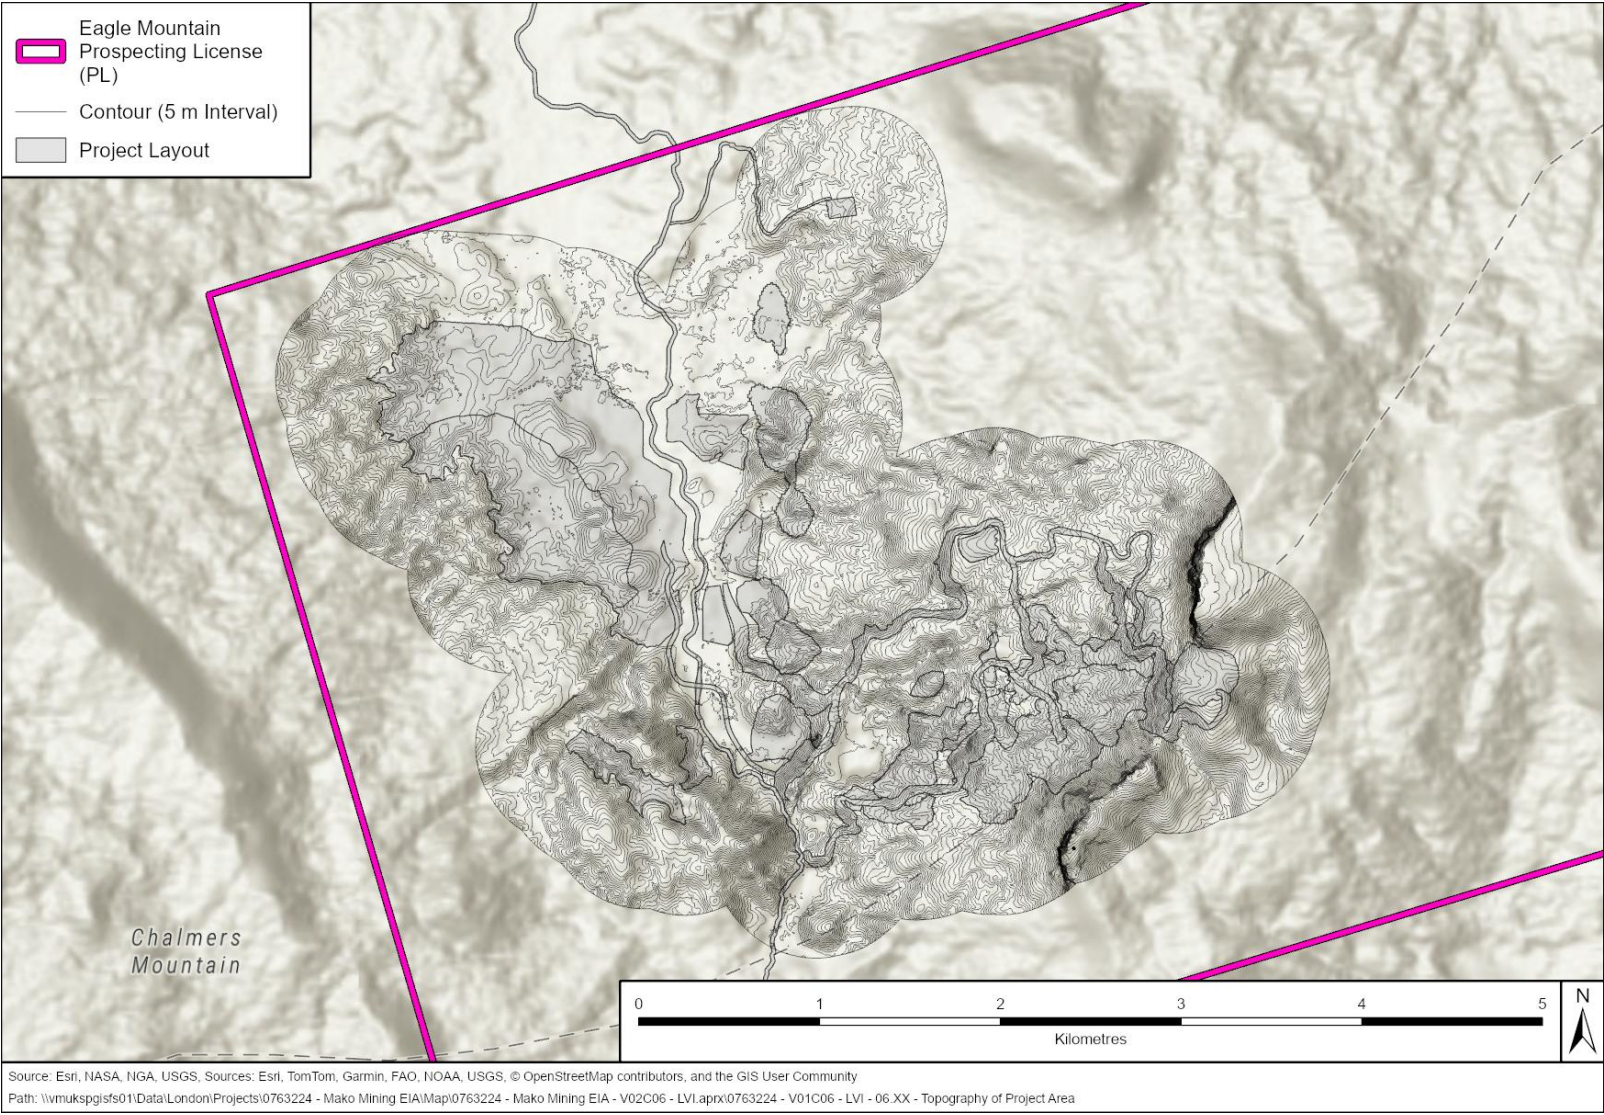 Eagle Mountain
Prospecting License
(PL)
Contour (5 m Interval)
Project Layout
Chalmers
Mountain
0 1 2 3 4 5
Kilometres
N
Source: Esri, NASA, NGA, USGS, Sources: Esri, TomTom, Garmin, FAO, NOAA, USGS, © OpenStreetMap contributors, and the GIS User Community
Path: \\vmukspgisfs01\Data\London\Projects\0763224 - Mako Mining EIA\Map\0763224 - Mako Mining EIA - V02C06 - LVI.aprx\0763224 - V01C06 - LVI - 06.XX - Topography of Project Area